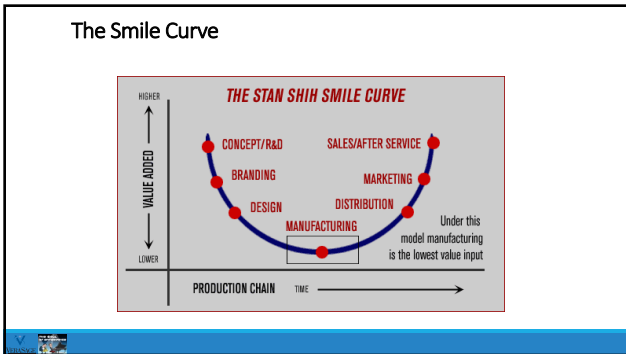 The Smile Curve
THE STAN SHIH SMILE CURVE
HIGHER
VALUE ADDED
LOWER
CONCEPT/R&D
BRANDING
DESIGN
MANUFACTURING
SALES/AFTER SERVICE
MARKETING
DISTRIBUTION
Under this
model manufacturing
is the lowest value input
PRODUCTION CHAIN
TIME